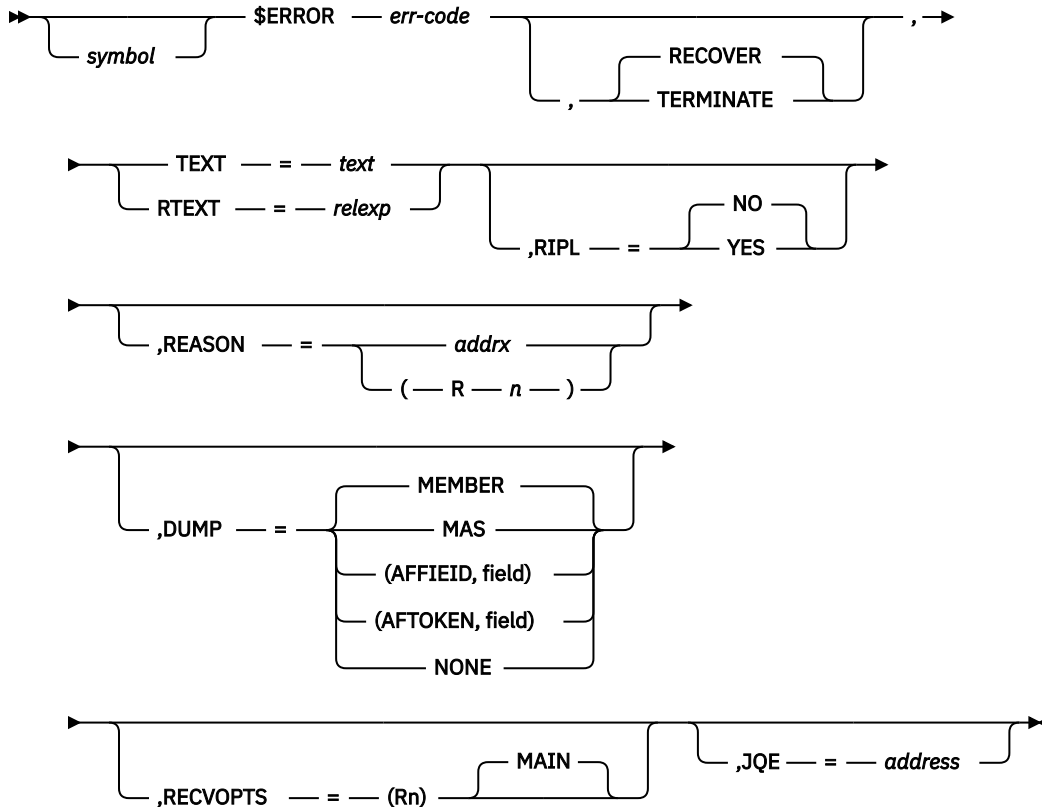 $ERROR err-code ,
symbol
RECOVER
, TERMINATE
TEXT = text
RTEXT = relexp
NO
,RIPL = YES
,REASON = addrx
( R n )
MEMBER
,DUMP = MAS
(AFFIEID, field)
(AFTOKEN, field)
NONE
MAIN
,RECVOPTS = (Rn)
,JQE = address